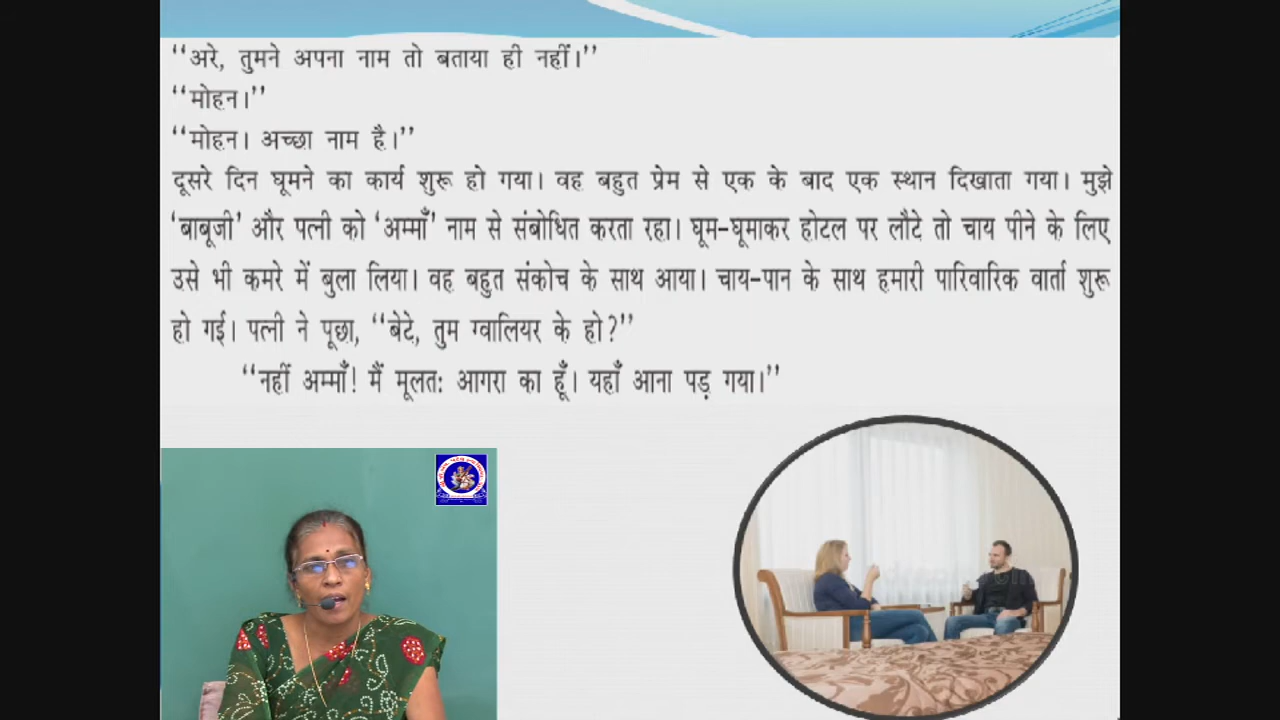 “अरे, तुमने अपना नाम तो बताया ही नहीं।”
“मोहन।”
“मोहन। अच्छा नाम है।”
दूसरे दिन घूमने का कार्य शुरू हो गया। वह बहुत प्रेम से एक के बाद एक स्थान दिखाता गया। मुझे
‘बाबूजी’ और पत्नी को ‘अम्माँ’ नाम से संबोधित करता रहा। घूम-घूमाकर होटल पर लौटे तो चाय पीने के लिए
उसे भी कमरे में बुला लिया। वह बहुत संकोच के साथ आया। चाय-पान के साथ हमारी पारिवारिक वार्ता शुरू
हो गई। पत्नी ने पूछा, “बेटे, तुम ग्वालियर के हो?”
“नहीं अम्माँ! मैं मूलतः आगरा का हूँ। यहाँ आना पड़ गया।”